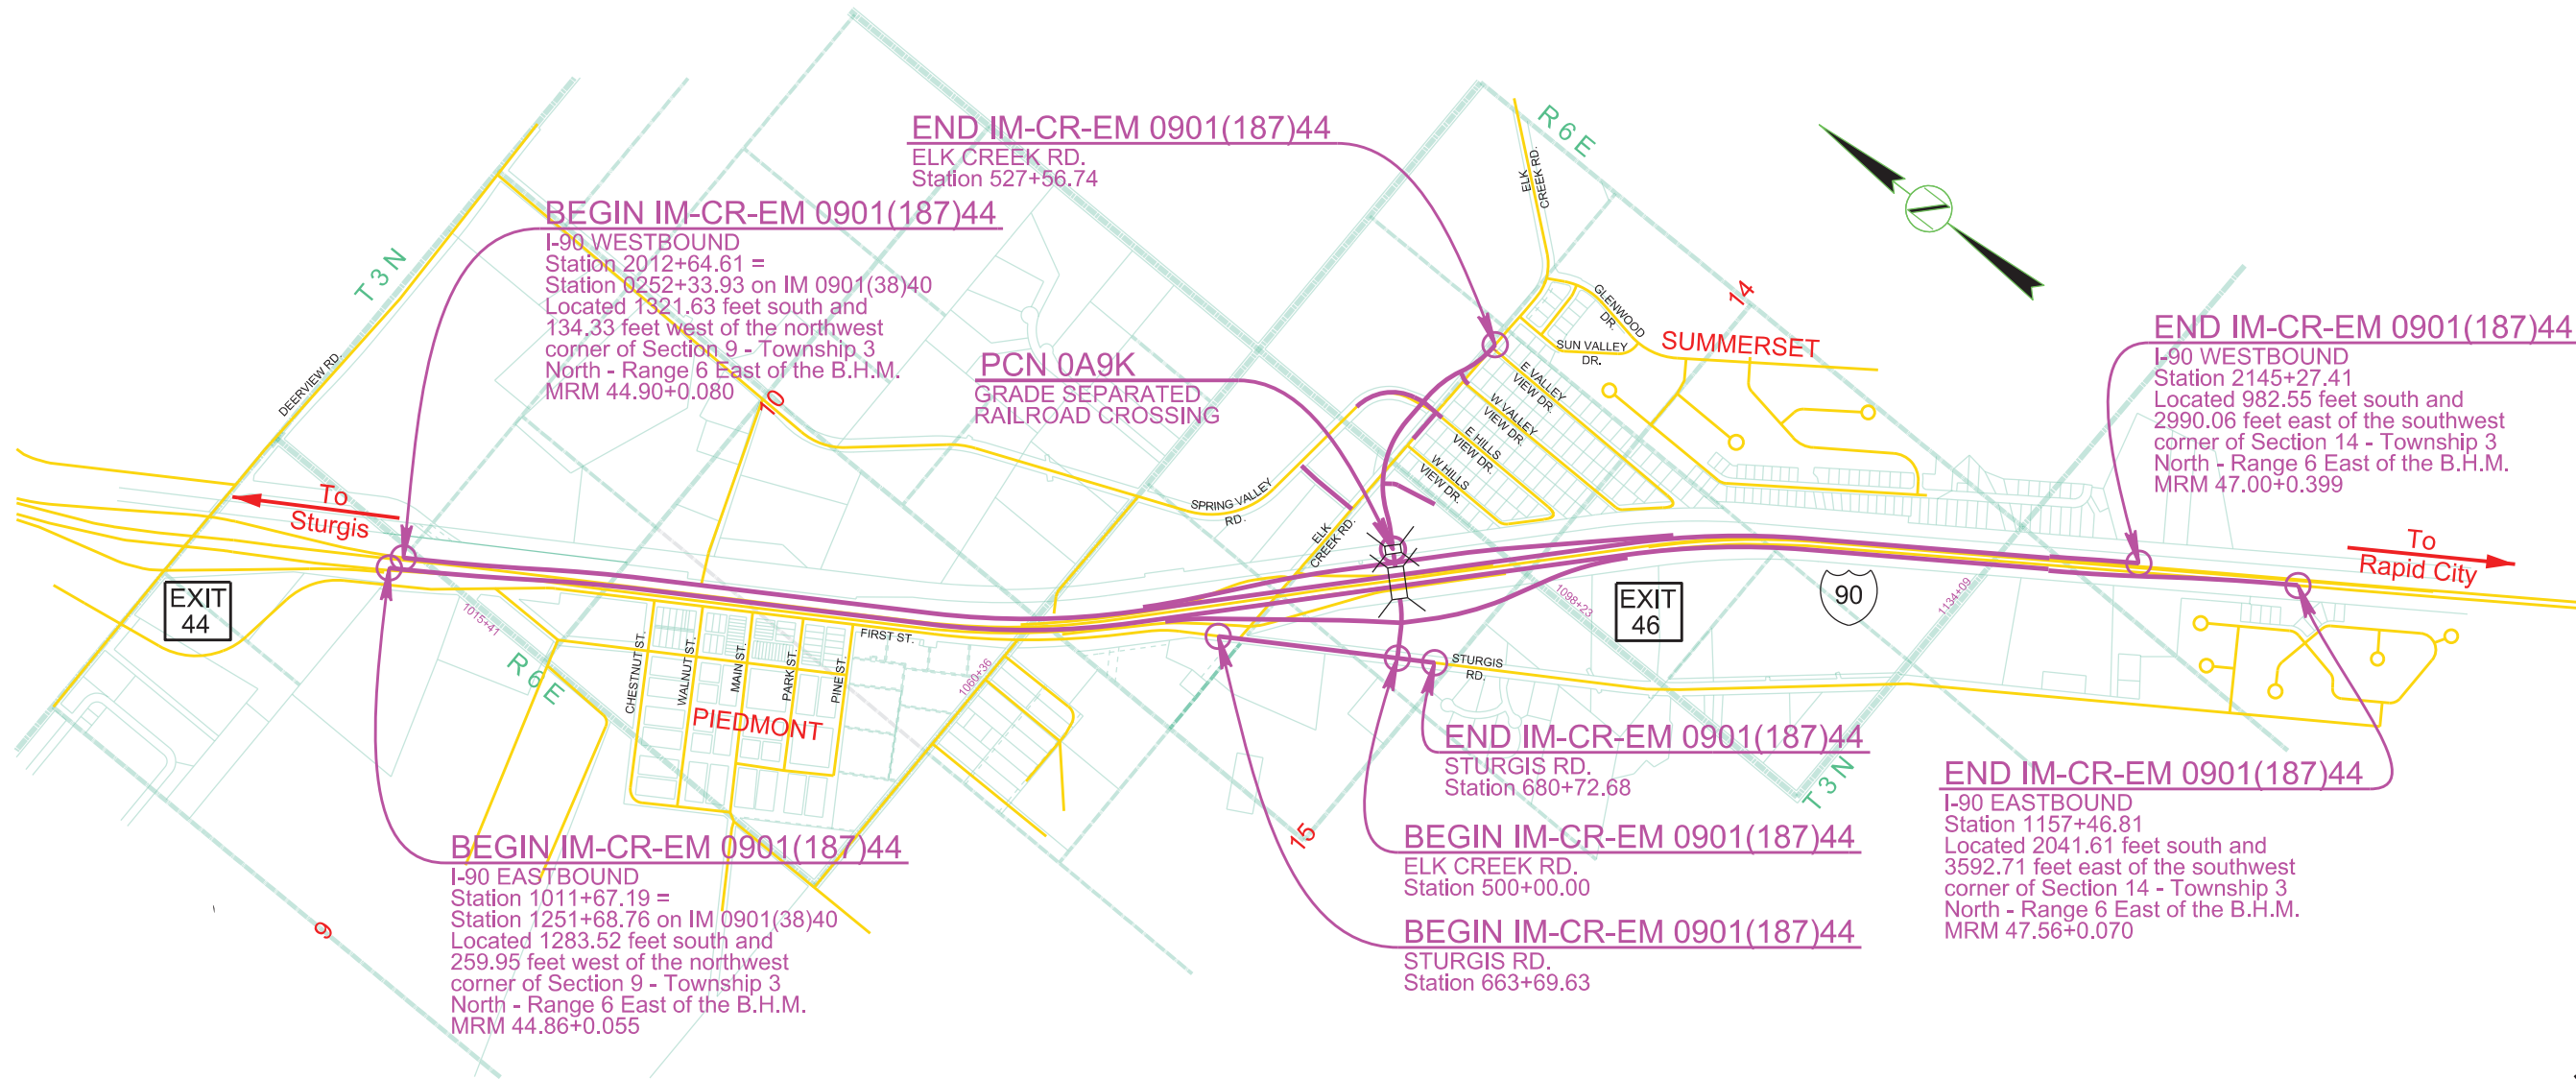 END IM-CR-EM 0901(187)44
ELK CREEK RD.
Station 527+56.74
BEGIN IM-CR-EM 0901(187)44
I-90 WESTBOUND
Station 2012+64.61 =
Station 0252+33.93 on IM 0901(38)40
Located 1321.63 feet south and
134.33 feet west of the northwest
corner of Section 9 - Township 3
North - Range 6 East of the B.H.M.
MRM 44.90+0.080
PCN 0A9K
GRADE SEPARATED
RAILROAD CROSSING
END IM-CR-EM 0901(187)44
I-90 WESTBOUND
Station 2145+27.41
Located 982.55 feet south and
2990.06 feet east of the southwest
corner of Section 14 - Township 3
North - Range 6 East of the B.H.M.
MRM 47.00+0.399
T 3 N
R 6 E
ELK
CREEK RD.
GLENWOOD
DR.
SUN VALLEY
DR.
14
SUMMERSET
DEERVIEW RD.
10
E VALLEY
VIEW DR.
W VALLEY
VIEW DR.
E HILLS
VIEW DR.
W HILLS
VIEW DR.
SPRING VALLEY
RD.
ELK
CREEK RD.
To
Sturgis
To
Rapid City
EXIT
44
EXIT
46
90
1015+41
1060+36
1098+23
1134+09
R 6 E
CHESTNUT ST.
WALNUT ST.
MAIN ST.
PARK ST.
PINE ST.
FIRST ST.
PIEDMONT
STURGIS
RD.
T 3 N
15
9
END IM-CR-EM 0901(187)44
STURGIS RD.
Station 680+72.68
BEGIN IM-CR-EM 0901(187)44
ELK CREEK RD.
Station 500+00.00
BEGIN IM-CR-EM 0901(187)44
STURGIS RD.
Station 663+69.63
END IM-CR-EM 0901(187)44
I-90 EASTBOUND
Station 1157+46.81
Located 2041.61 feet south and
3592.71 feet east of the southwest
corner of Section 14 - Township 3
North - Range 6 East of the B.H.M.
MRM 47.56+0.070
BEGIN IM-CR-EM 0901(187)44
I-90 EASTBOUND
Station 1011+67.19 =
Station 1251+68.76 on IM 0901(38)40
Located 1283.52 feet south and
259.95 feet west of the northwest
corner of Section 9 - Township 3
North - Range 6 East of the B.H.M.
MRM 44.86+0.055